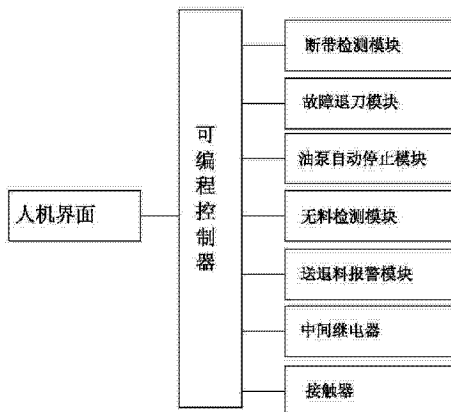 人机界面
可编程控制器
断带检测模块
故障退刀模块
油泵自动停止模块
无料检测模块
送退料报警模块
中间继电器
接触器